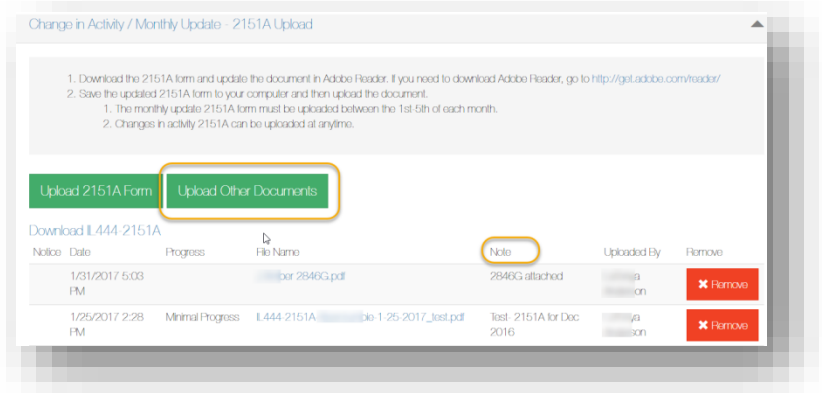 Change in Activity / Monthly Update - 2151A Upload
1. Download the 2151A form and update the document in Adobe Reader. If you need to download Adobe Reader, go to http://get.adobe.com/reader/
2. Save the updated 2151A form to your computer and then upload the document.
1. The monthly update 2151A form must be uploaded between the 1st-5th of each month.
2. Changes in activity 2151A can be uploaded at anytime.
Upload 2151A Form Upload Other Documents
Download IL444-2151A
Notice Date Progress File Name Note Uploaded By Remove
1/31/2017 5:03 2846G.pdf 2846G attached Remove
PM
1/25/2017 2:28 Minimal Progress IL444-2151A 1-25-2017_test.pdf Test- 2151A for Dec Remove
PM 2016